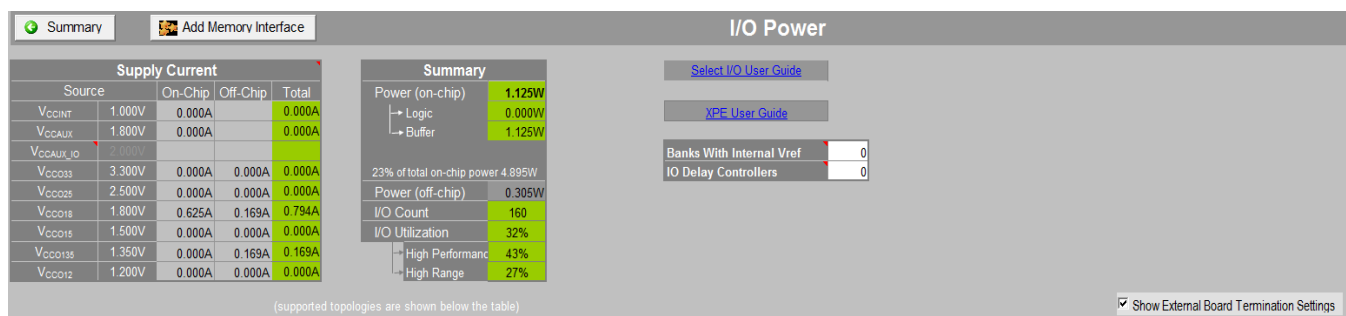 Summary
Add Memory Interface
I/O Power
Supply Current
Source On-Chip Off-Chip Total
VCCINT 1.000V 0.000A 0.000A
VCCAUX 1.800V 0.000A 0.000A
VCCAUX_IO 2.000V
VCCO33 3.300V 0.000A 0.000A 0.000A
VCCO25 2.500V 0.000A 0.000A 0.000A
VCCO18 1.800V 0.625A 0.169A 0.794A
VCCO15 1.500V 0.000A 0.000A 0.000A
VCCO135 1.350V 0.000A 0.169A 0.169A
VCCO12 1.200V 0.000A 0.000A 0.000A
Summary
Power (on-chip) 1.125W
Logic 0.000W
Buffer 1.125W
23% of total on-chip power 4.895W
Power (off-chip) 0.305W
I/O Count 160
I/O Utilization 32%
High Performanc 43%
High Range 27%
Select I/O User Guide
XPE User Guide
Banks With Internal Vref 0
IO Delay Controllers 0
(supported topologies are shown below the table)
Show External Board Termination Settings